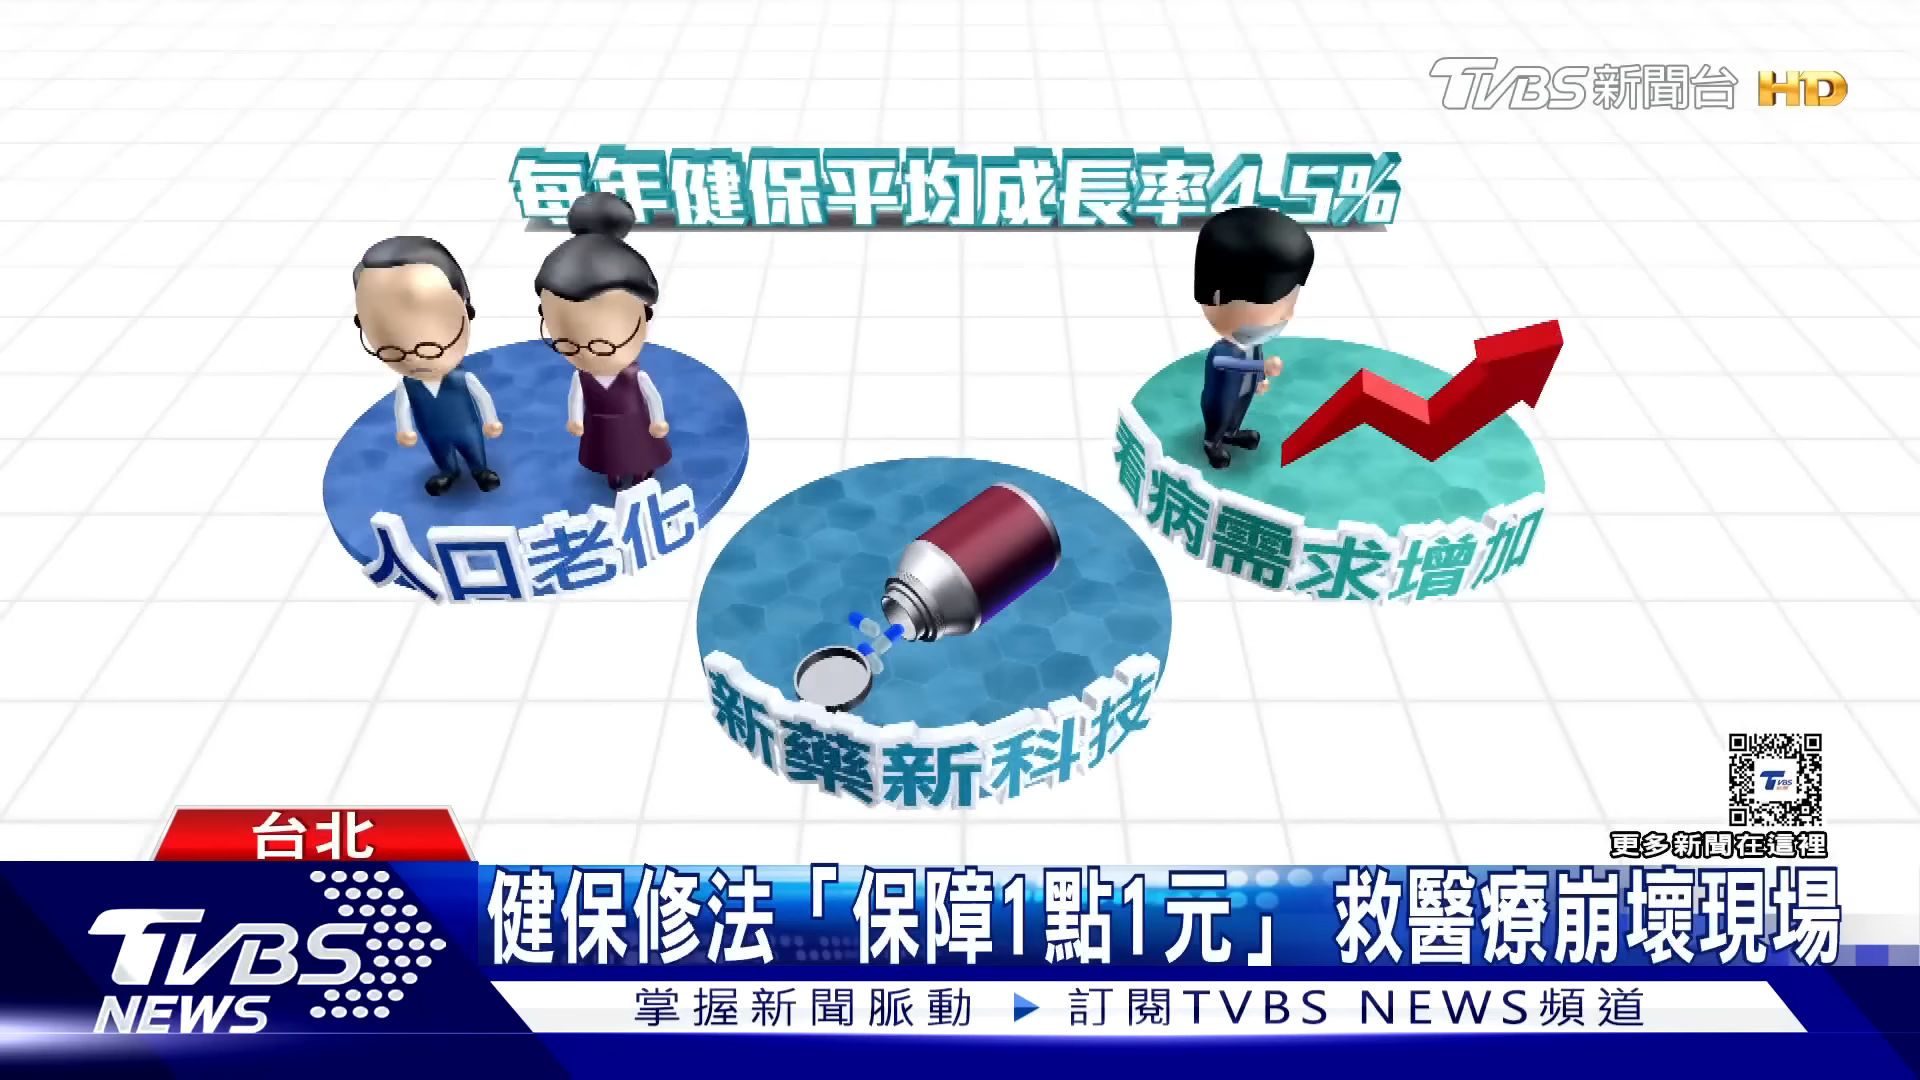 TVBS新聞台 HD
每年健保平均成長率4.5%
人口老化
看病需求增加
新藥新科技
TVBS
更多新聞在這裡
台北
健保修法「保障1點1元」 救醫療崩壞現場
TVBS NEWS
掌握新聞脈動 訂閱TVBS NEWS頻道